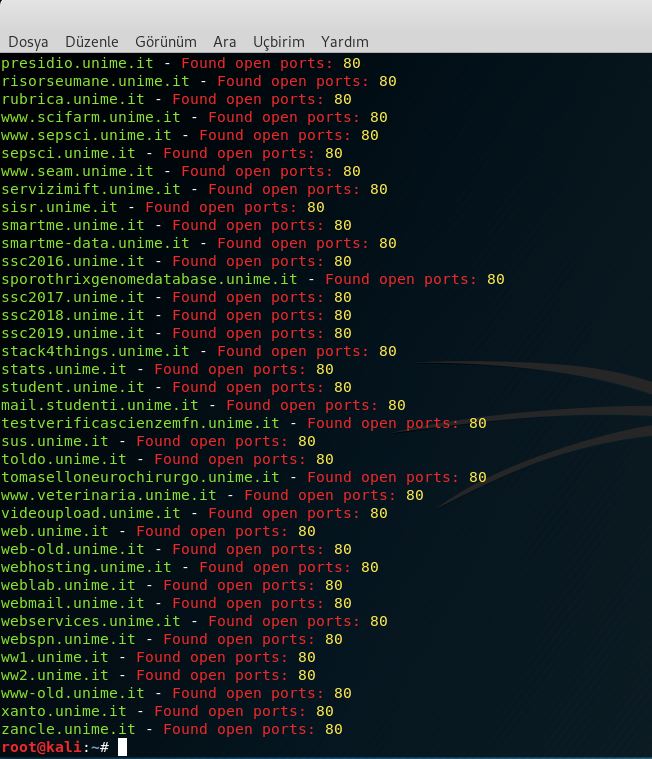 Dosya Düzenle Görünüm Ara Uçbirim Yardım
presidio.unime.it - Found open ports: 80
risorseumane.unime.it - Found open ports: 80
rubrica.unime.it - Found open ports: 80
www.scifarm.unime.it - Found open ports: 80
www.sepsci.unime.it - Found open ports: 80
sepsci.unime.it - Found open ports: 80
www.seam.unime.it - Found open ports: 80
servizimift.unime.it - Found open ports: 80
sisr.unime.it - Found open ports: 80
smartme.unime.it - Found open ports: 80
smartme-data.unime.it - Found open ports: 80
ssc2016.unime.it - Found open ports: 80
sporothrixgenomedatabase.unime.it - Found open ports: 80
ssc2017.unime.it - Found open ports: 80
ssc2018.unime.it - Found open ports: 80
ssc2019.unime.it - Found open ports: 80
stack4things.unime.it - Found open ports: 80
stats.unime.it - Found open ports: 80
student.unime.it - Found open ports: 80
mail.studenti.unime.it - Found open ports: 80
testverificascienzemfn.unime.it - Found open ports: 80
sus.unime.it - Found open ports: 80
toldo.unime.it - Found open ports: 80
tomaselloneurochirurgo.unime.it - Found open ports: 80
www.veterinaria.unime.it - Found open ports: 80
videoupload.unime.it - Found open ports: 80
web.unime.it - Found open ports: 80
web-old.unime.it - Found open ports: 80
webhosting.unime.it - Found open ports: 80
weblab.unime.it - Found open ports: 80
webmail.unime.it - Found open ports: 80
webservices.unime.it - Found open ports: 80
webspn.unime.it - Found open ports: 80
ww1.unime.it - Found open ports: 80
ww2.unime.it - Found open ports: 80
www-old.unime.it - Found open ports: 80
xanto.unime.it - Found open ports: 80
zancle.unime.it - Found open ports: 80
root@kali:~#